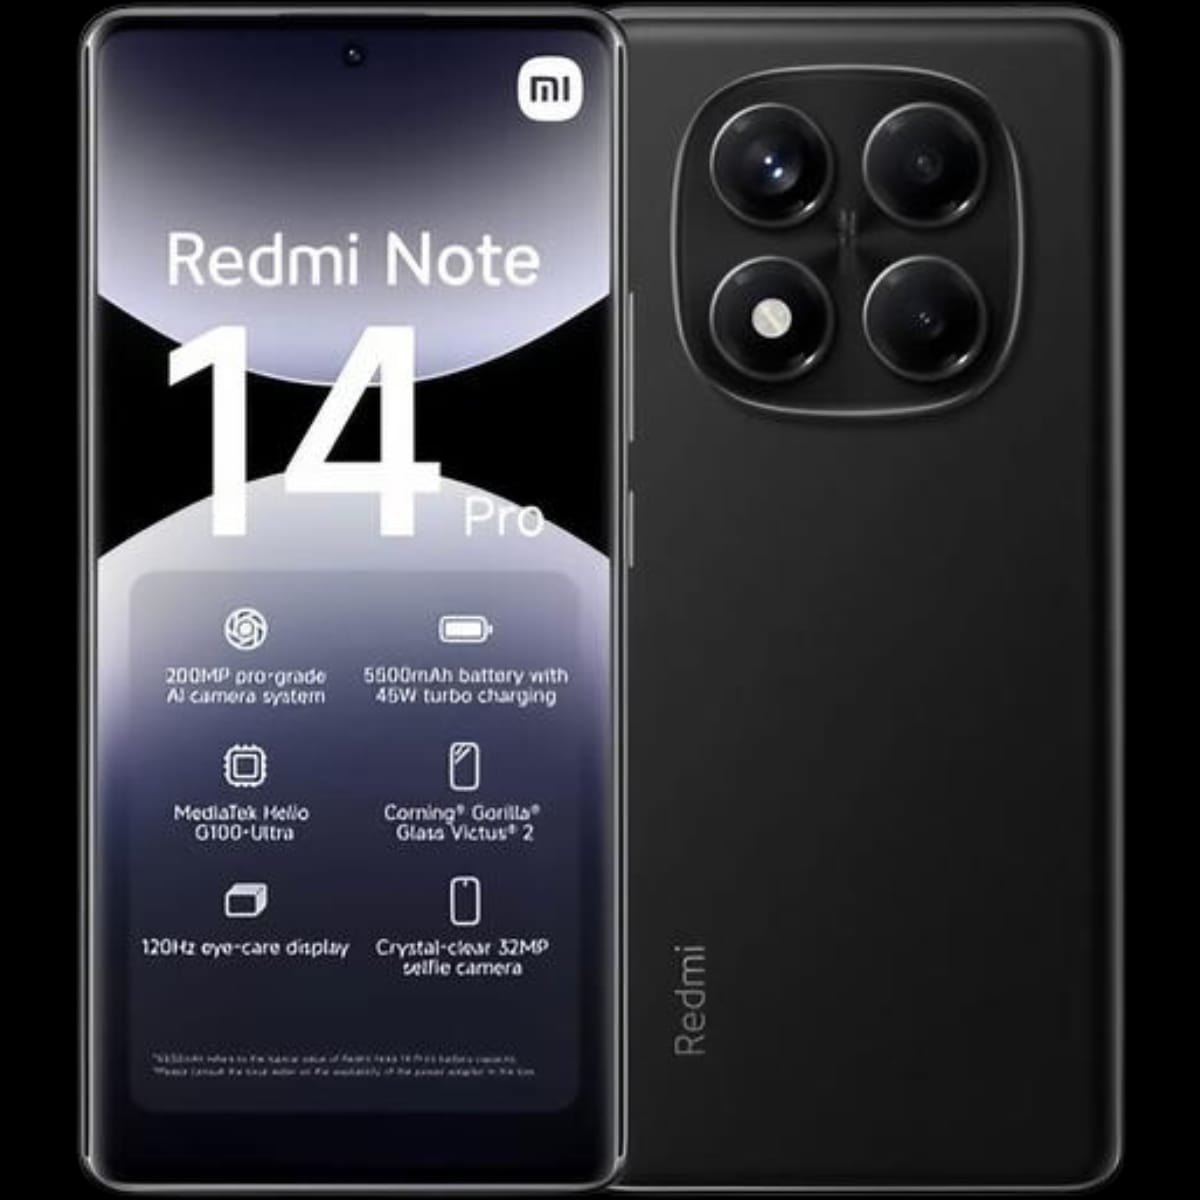 mi
Redmi Note
14
Pro
200MP pro-grade
AI camera system
5500mAh battery with
45W turbo charging
MediaTek Helio
G100-Ultra
Corning® Gorilla®
Glass Victus® 2
120Hz eye-care display
Crystal-clear 32MP
selfie camera
Redmi